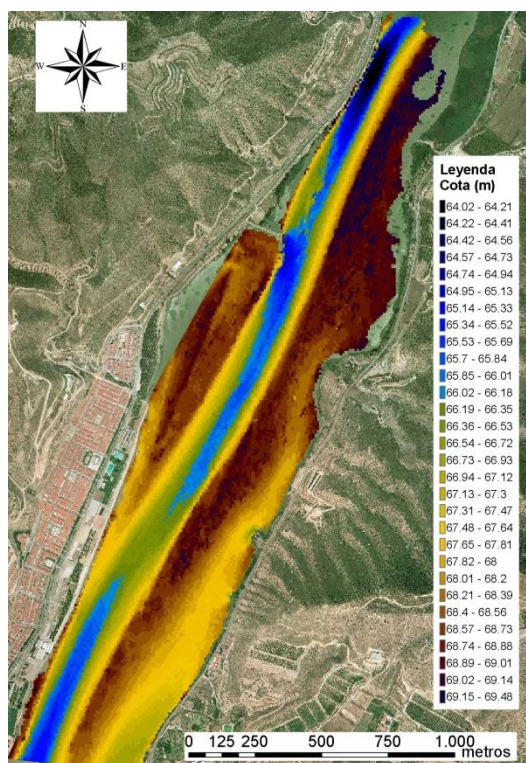 N
W E
S
Leyenda
Cota (m)
64.02 - 64.21
64.22 - 64.41
64.42 - 64.56
64.57 - 64.73
64.74 - 64.94
64.95 - 65.13
65.14 - 65.33
65.34 - 65.52
65.53 - 65.69
65.7 - 65.84
65.85 - 66.01
66.02 - 66.18
66.19 - 66.35
66.36 - 66.53
66.54 - 66.72
66.73 - 66.93
66.94 - 67.12
67.13 - 67.3
67.31 - 67.47
67.48 - 67.64
67.65 - 67.81
67.82 - 68
68.01 - 68.2
68.21 - 68.39
68.4 - 68.56
68.57 - 68.73
68.74 - 68.88
68.89 - 69.01
69.02 - 69.14
69.15 - 69.48
0 125 250 500 750 1.000
metros